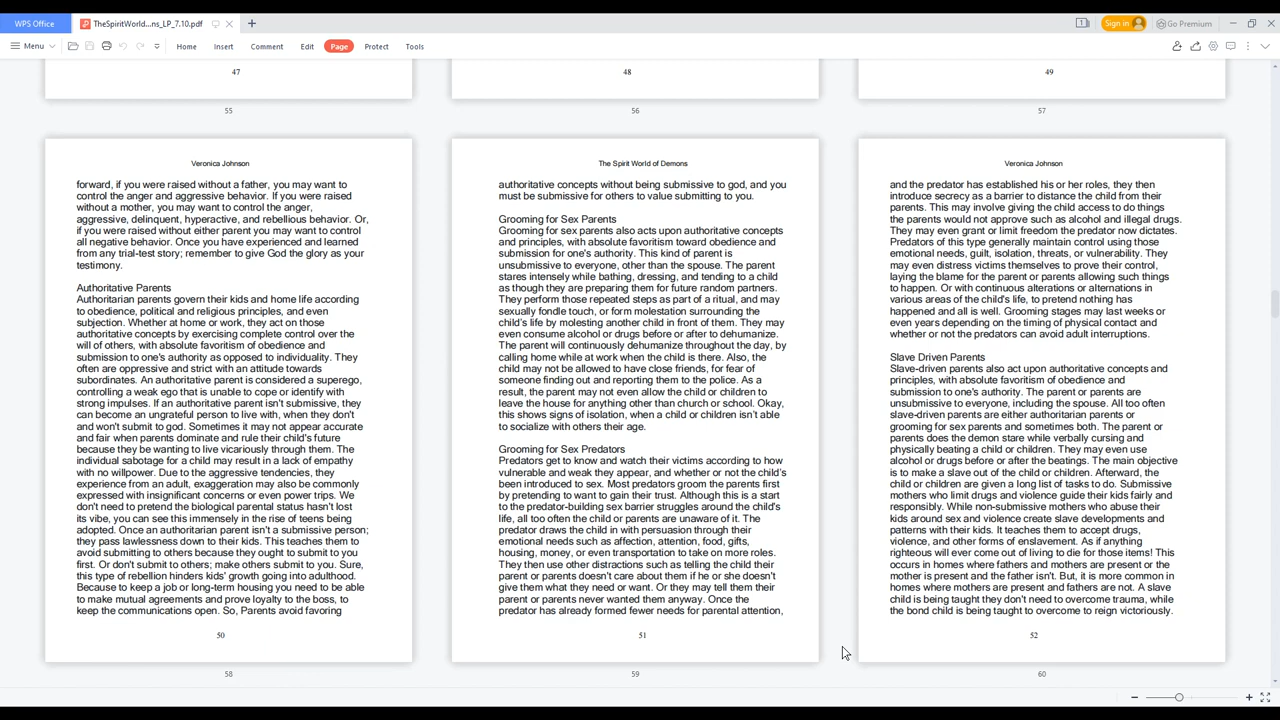 WPS Office
TheSpiritWorld...ns_LP_7.10.pdf
Sign in
Go Premium
Menu
Home
Insert
Comment
Edit
Page
Protect
Tools
47
48
49
55
56
57
Veronica Johnson
forward, if you were raised without a father, you may want to
control the anger and aggressive behavior. If you were raised
without a mother, you may want to control the anger,
aggressive, delinquent, hyperactive, and rebellious behavior. Or,
if you were raised without either parent you may want to control
all negative behavior. Once you have experienced and learned
from any trial-test story; remember to give God the glory as your
testimony.
Authoritative Parents
Authoritarian parents govern their kids and home life according
to obedience, political and religious principles, and even
subjection. Whether at home or work, they act on those
authoritative concepts by exercising complete control over the
will of others, with absolute favoritism of obedience and
submission to one's authority as opposed to individuality. They
often are oppressive and strict with an attitude towards
subordinates. An authoritative parent is considered a superego,
controlling a weak ego that is unable to cope or identify with
strong impulses. If an authoritative parent isn't submissive, they
can become an ungrateful person to live with, when they don't
and won't submit to god. Sometimes it may not appear accurate
and fair when parents dominate and rule their child's future
because they be wanting to live vicariously through them. The
individual sabotage for a child may result in a lack of empathy
with no willpower. Due to the aggressive tendencies, they
experience from an adult, exaggeration may also be commonly
expressed with insignificant concerns or even power trips. We
don't need to pretend the biological parental status hasn't lost
its vibe, you can see this immensely in the rise of teens being
adopted. Once an authoritarian parent isn't a submissive person;
they pass lawlessness down to their kids. This teaches them to
avoid submitting to others because they ought to submit to you
first. Or don't submit to others; make others submit to you. Sure,
this type of rebellion hinders kids' growth going into adulthood.
Because to keep a job or long-term housing you need to be able
to make mutual agreements and prove loyalty to the boss, to
keep the communications open. So, Parents avoid favoring
50
58
The Spirit World of Demons
authoritative concepts without being submissive to god, and you
must be submissive for others to value submitting to you.
Grooming for Sex Parents
Grooming for sex parents also acts upon authoritative concepts
and principles, with absolute favoritism toward obedience and
submission for one's authority. This kind of parent is
unsubmissive to everyone, other than the spouse. The parent
stares intensely while bathing, dressing, and tending to a child
as though they are preparing them for future random partners.
They perform those repeated steps as part of a ritual, and may
sexually fondle touch, or form molestation surrounding the
child's life by molesting another child in front of them. They may
even consume alcohol or drugs before or after to dehumanize.
The parent will continuously dehumanize throughout the day, by
calling home while at work when the child is there. Also, the
child may not be allowed to have close friends, for fear of
someone finding out and reporting them to the police. As a
result, the parent may not even allow the child or children to
leave the house for anything other than church or school. Okay,
this shows signs of isolation, when a child or children isn't able
to socialize with others their age.
Grooming for Sex Predators
Predators get to know and watch their victims according to how
vulnerable and weak they appear, and whether or not the child's
been introduced to sex. Most predators groom the parents first
by pretending to want to gain their trust. Although this is a start
to the predator-building sex barrier struggles around the child's
life, all too often the child or parents are unaware of it. The
predator draws the child in with persuasion through their
emotional needs such as affection, attention, food, gifts,
housing, money, or even transportation to take on more roles.
They then use other distractions such as telling the child their
parent or parents doesn't care about them if he or she doesn't
give them what they need or want. Or they may tell them their
parent or parents never wanted them anyway. Once the
predator has already formed fewer needs for parental attention,
51
59
Veronica Johnson
and the predator has established his or her roles, they then
introduce secrecy as a barrier to distance the child from their
parents. This may involve giving the child access to do things
the parents would not approve such as alcohol and illegal drugs.
They may even grant or limit freedom the predator now dictates.
Predators of this type generally maintain control using those
emotional needs, guilt, isolation, threats, or vulnerability. They
may even distress victims themselves to prove their control,
laying the blame for the parent or parents allowing such things
to happen. Or with continuous alterations or alternations in
various areas of the child's life, to pretend nothing has
happened and all is well. Grooming stages may last weeks or
even years depending on the timing of physical contact and
whether or not the predators can avoid adult interruptions.
Slave Driven Parents
Slave-driven parents also act upon authoritative concepts and
principles, with absolute favoritism of obedience and
submission to one's authority. The parent or parents are
unsubmissive to everyone, including the spouse. All too often
slave-driven parents are either authoritarian parents or
grooming for sex parents and sometimes both. The parent or
parents does the demon stare while verbally cursing and
physically beating a child or children. They may even use
alcohol or drugs before or after the beatings. The main objective
is to make a slave out of the child or children. Afterward, the
child or children are given a long list of tasks to do. Submissive
mothers who limit drugs and violence guide their kids fairly and
responsibly. While non-submissive mothers who abuse their
kids around sex and violence create slave developments and
patterns with their kids. It teaches them to accept drugs,
violence, and other forms of enslavement. As if anything
righteous will ever come out of living to die for those items! This
occurs in homes where fathers and mothers are present or the
mother is present and the father isn't. But, it is more common in
homes where mothers are present and fathers are not. A slave
child is being taught they don't need to overcome trauma, while
the bond child is being taught to overcome to reign victoriously.
52
60